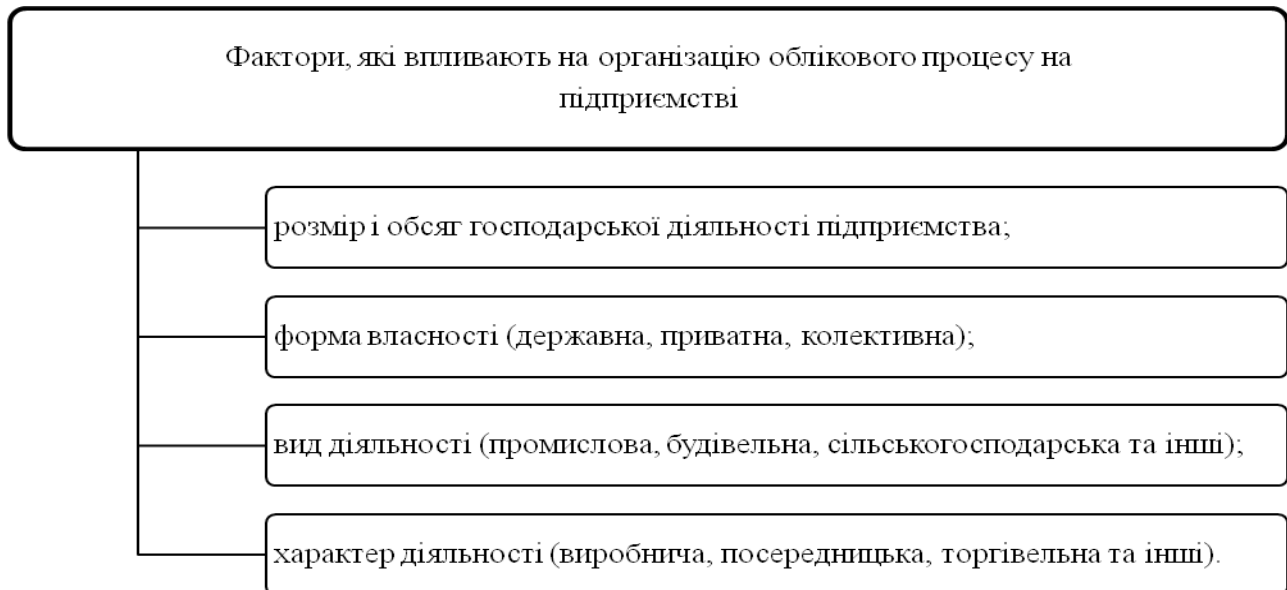 Фактори, які впливають на організацію облікового процесу на
підприємстві
розмір і обсяг господарської діяльності підприємства;
форма власності (державна, приватна, колективна);
вид діяльності (промислова, будівельна, сільськогосподарська та інші);
характер діяльності (виробнича, посередницька, торгівельна та інші).